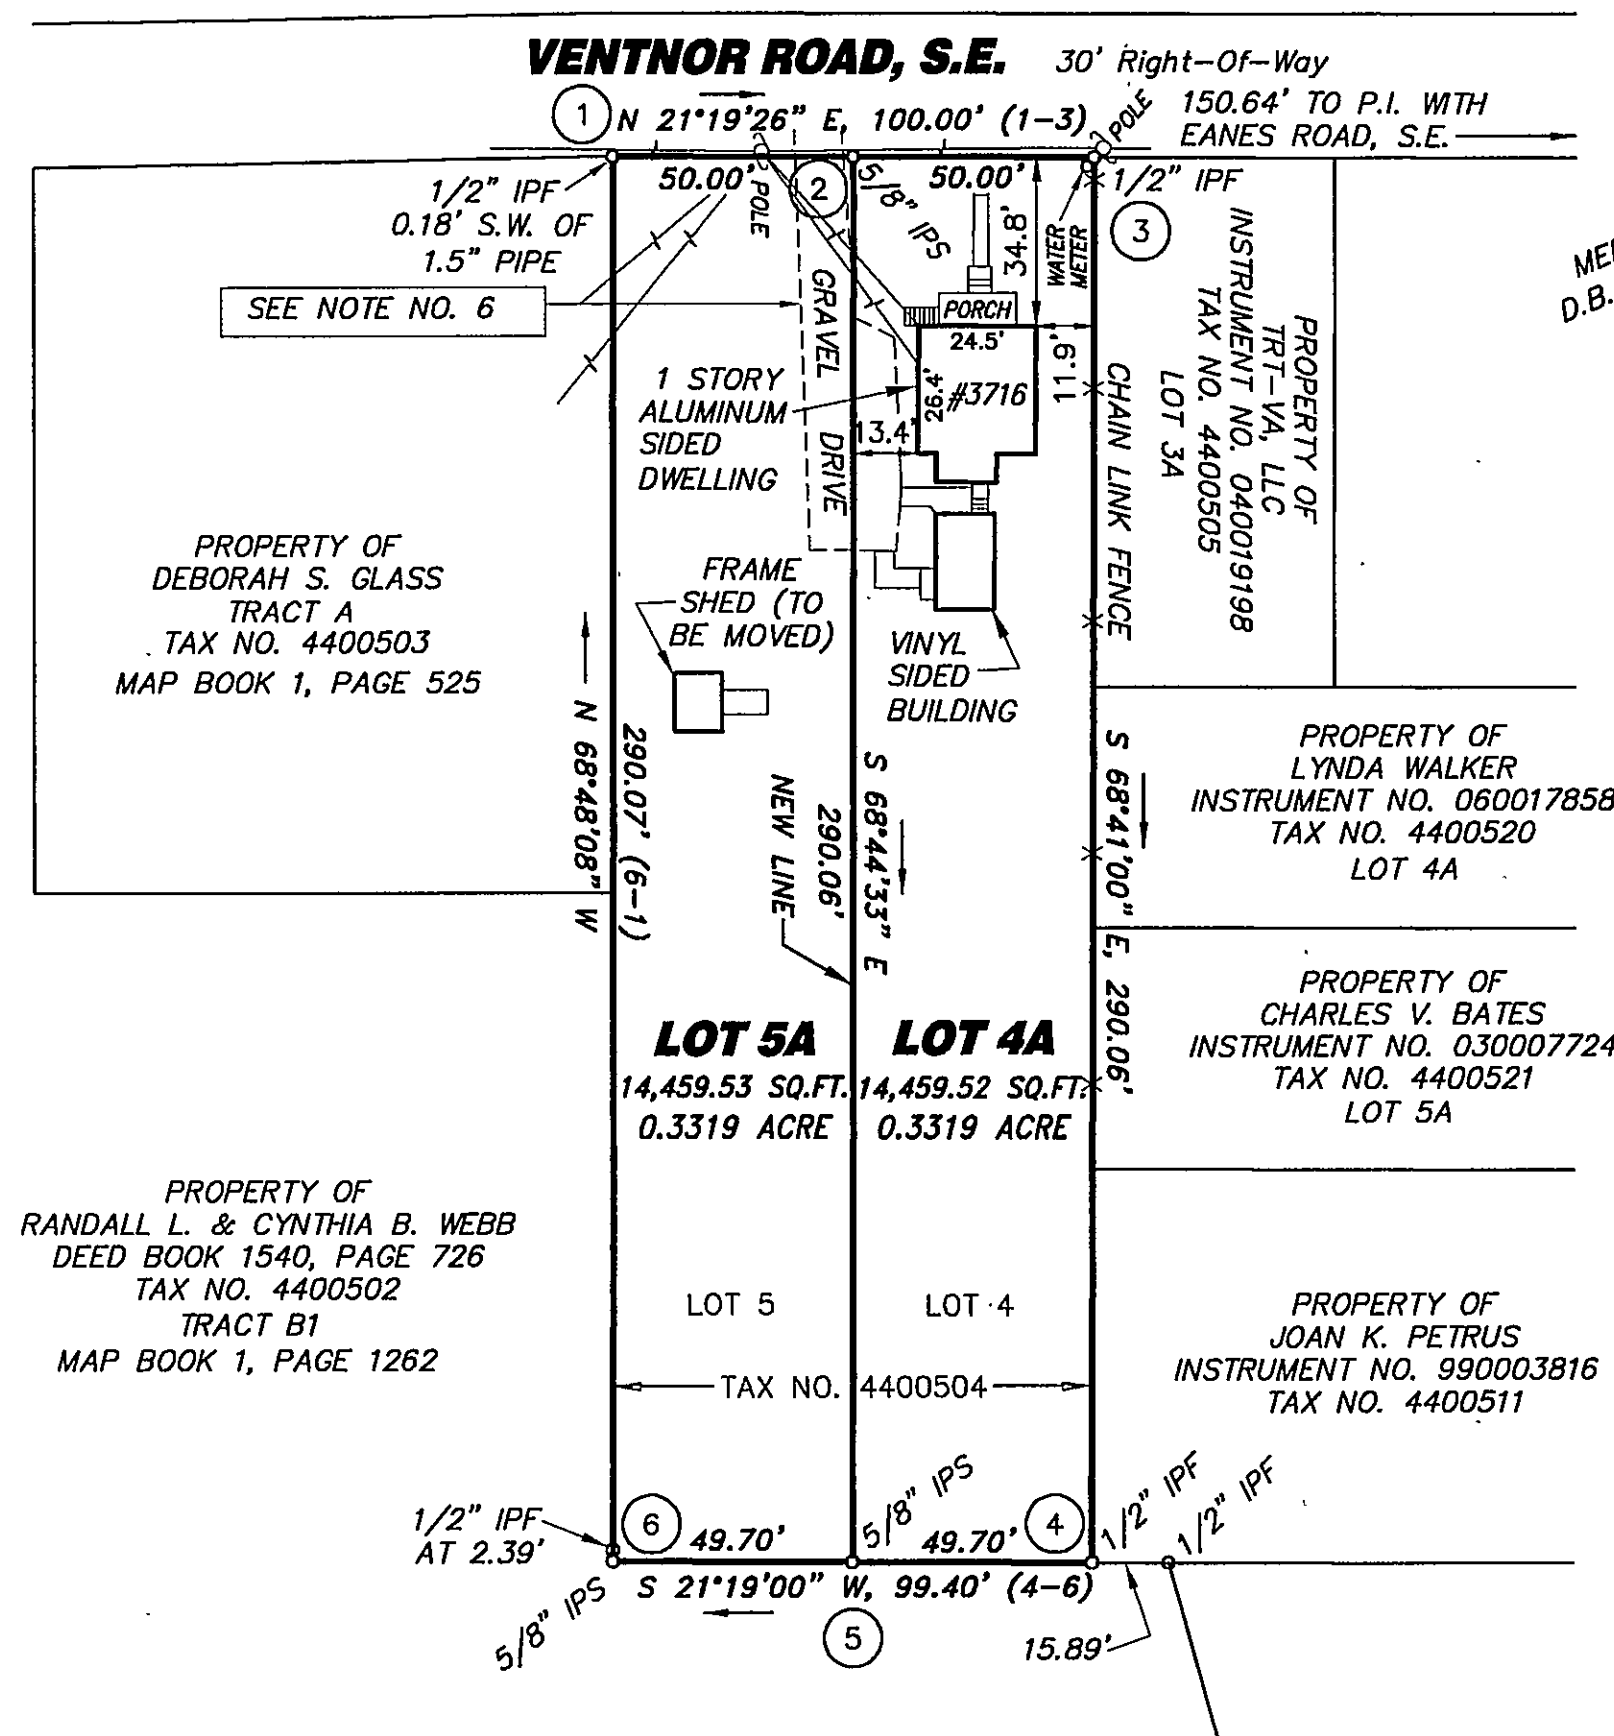 VENTNOR ROAD, S.E. 30' Right-Of-Way
1 N 21°19'26" E, 100.00' (1-3)
POLE
150.64' TO P.I. WITH
EANES ROAD, S.E.
1/2" IPF
0.18' S.W. OF
1.5" PIPE
50.00'
POLE
2
5/8" IPS
50.00'
34.8'
WATER
METER
1/2" IPF
3
D.B.
SEE NOTE NO. 6
GRAVEL DRIVE
PORCH
24.5'
26.4'
#3716
11.9'
13.4'
1 STORY
ALUMINUM
SIDED
DWELLING
CHAIN LINK FENCE
PROPERTY OF
TRT-VA, LLC
INSTRUMENT NO. 040019198
TAX NO. 4400505
LOT 3A
PROPERTY OF
DEBORAH S. GLASS
TRACT A
TAX NO. 4400503
MAP BOOK 1, PAGE 525
FRAME
SHED (TO
BE MOVED)
VINYL
SIDED
BUILDING
N 68°48'08" W
290.07' (6-1)
NEW LINE
S 68°44'33" E
290.06'
S 68°41'00" E, 290.06'
PROPERTY OF
LYNDA WALKER
INSTRUMENT NO. 060017858
TAX NO. 4400520
LOT 4A
PROPERTY OF
CHARLES V. BATES
INSTRUMENT NO. 030007724
TAX NO. 4400521
LOT 5A
LOT 5A
14,459.53 SQ.FT.
0.3319 ACRE
LOT 4A
14,459.52 SQ.FT.
0.3319 ACRE
PROPERTY OF
RANDALL L. & CYNTHIA B. WEBB
DEED BOOK 1540, PAGE 726
TAX NO. 4400502
TRACT B1
MAP BOOK 1, PAGE 1262
LOT 5
LOT 4
TAX NO. 4400504
PROPERTY OF
JOAN K. PETRUS
INSTRUMENT NO. 990003816
TAX NO. 4400511
1/2" IPF
AT 2.39'
6
49.70'
5/8" IPS
49.70'
4
1/2" IPF
1/2" IPF
5/8" IPS
S 21°19'00" W, 99.40' (4-6)
5
15.89'